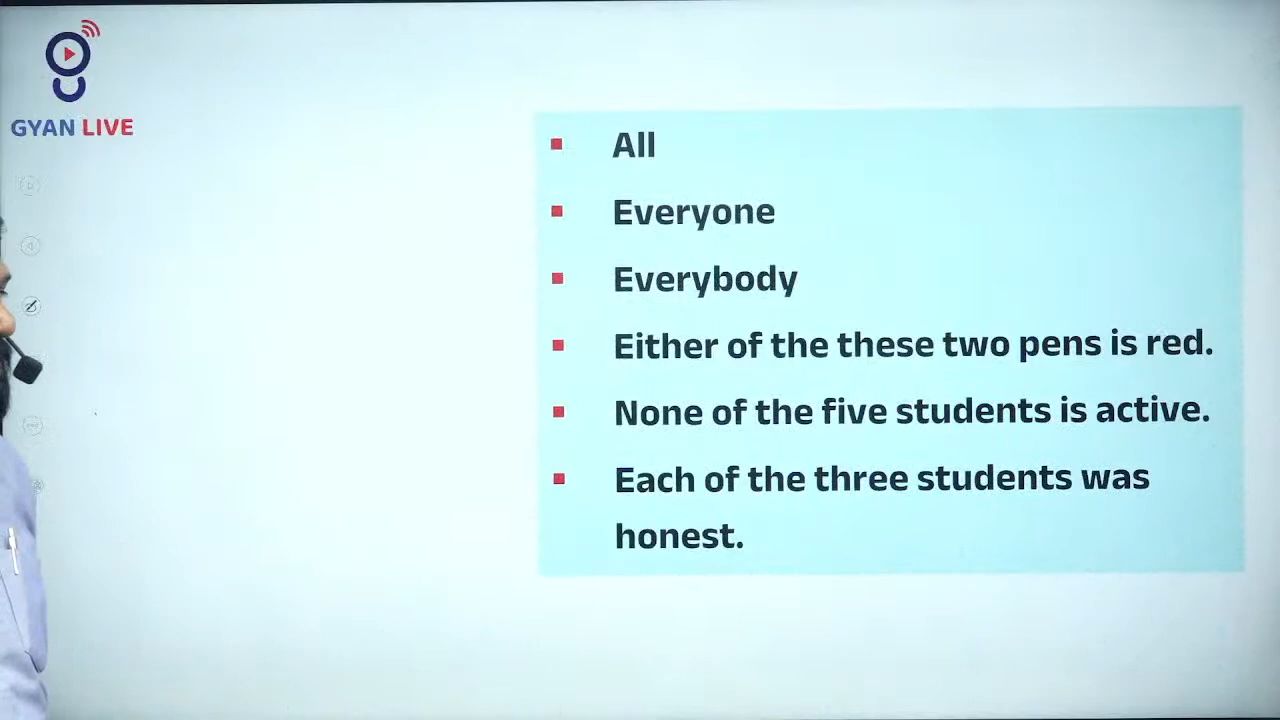 GYAN LIVE
All
Everyone
Everybody
Either of the these two pens is red.
None of the five students is active.
Each of the three students was
honest.